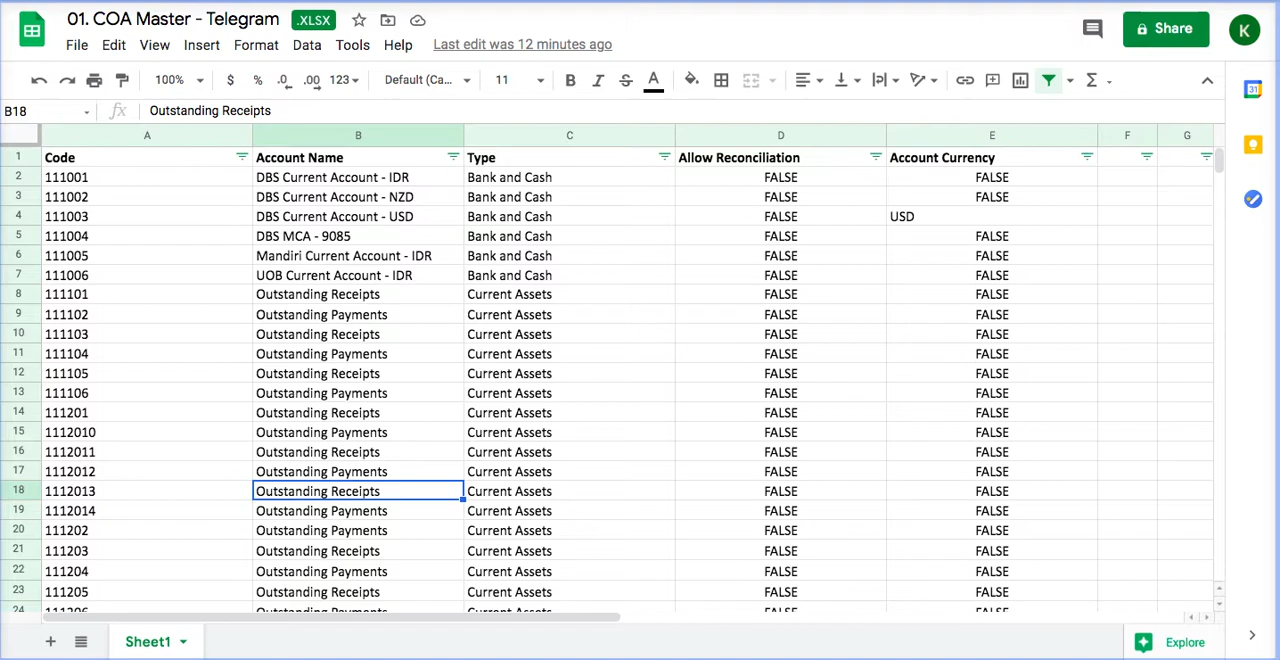 01. COA Master - Telegram .XLSX
File Edit View Insert Format Data Tools Help Last edit was 12 minutes ago
Share
K
100% $ % .0 .00 123 Default (Ca... 11 B I S A
B18 fx Outstanding Receipts
A B C D E F G
1 Code Account Name Type Allow Reconciliation Account Currency
2 111001 DBS Current Account - IDR Bank and Cash FALSE FALSE
3 111002 DBS Current Account - NZD Bank and Cash FALSE FALSE
4 111003 DBS Current Account - USD Bank and Cash FALSE USD
5 111004 DBS MCA - 9085 Bank and Cash FALSE FALSE
6 111005 Mandiri Current Account - IDR Bank and Cash FALSE FALSE
7 111006 UOB Current Account - IDR Bank and Cash FALSE FALSE
8 111101 Outstanding Receipts Current Assets FALSE FALSE
9 111102 Outstanding Payments Current Assets FALSE FALSE
10 111103 Outstanding Receipts Current Assets FALSE FALSE
11 111104 Outstanding Payments Current Assets FALSE FALSE
12 111105 Outstanding Receipts Current Assets FALSE FALSE
13 111106 Outstanding Payments Current Assets FALSE FALSE
14 111201 Outstanding Receipts Current Assets FALSE FALSE
15 1112010 Outstanding Payments Current Assets FALSE FALSE
16 1112011 Outstanding Receipts Current Assets FALSE FALSE
17 1112012 Outstanding Payments Current Assets FALSE FALSE
18 1112013 Outstanding Receipts Current Assets FALSE FALSE
19 1112014 Outstanding Payments Current Assets FALSE FALSE
20 111202 Outstanding Payments Current Assets FALSE FALSE
21 111203 Outstanding Receipts Current Assets FALSE FALSE
22 111204 Outstanding Payments Current Assets FALSE FALSE
23 111205 Outstanding Receipts Current Assets FALSE FALSE
24 111206 Outstanding Payments Current Assets FALSE FALSE
Sheet1
Explore
31